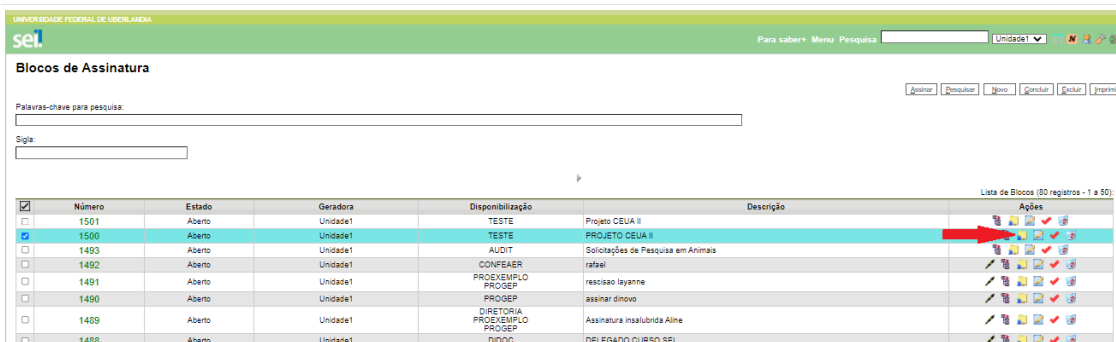 UNIVERSIDADE FEDERAL DE UBERLÂNDIA
sei. Para saber+ Menu Pesquisa Unidade1
Blocos de Assinatura
Assinar Pesquisar Novo Concluir Excluir Imprimi
Palavras-chave para pesquisa:
Sigla:
Lista de Blocos (80 registros - 1 a 50):
Número Estado Geradora Disponibilização Descrição Ações
1501 Aberto Unidade1 TESTE Projeto CEUA II
1500 Aberto Unidade1 TESTE PROJETO CEUA II
1493 Aberto Unidade1 AUDIT Solicitações de Pesquisa em Animais
1492 Aberto Unidade1 CONFEAER rafael
1491 Aberto Unidade1 PROEXEMPLO PROGEP rescisao layanne
1490 Aberto Unidade1 PROGEP assinar dinovo
1489 Aberto Unidade1 DIRETORIA PROEXEMPLO PROGEP Assinatura insalubrida Aline
1488 Aberto Unidade1 DIDOC DELEGADO CURSO SEI